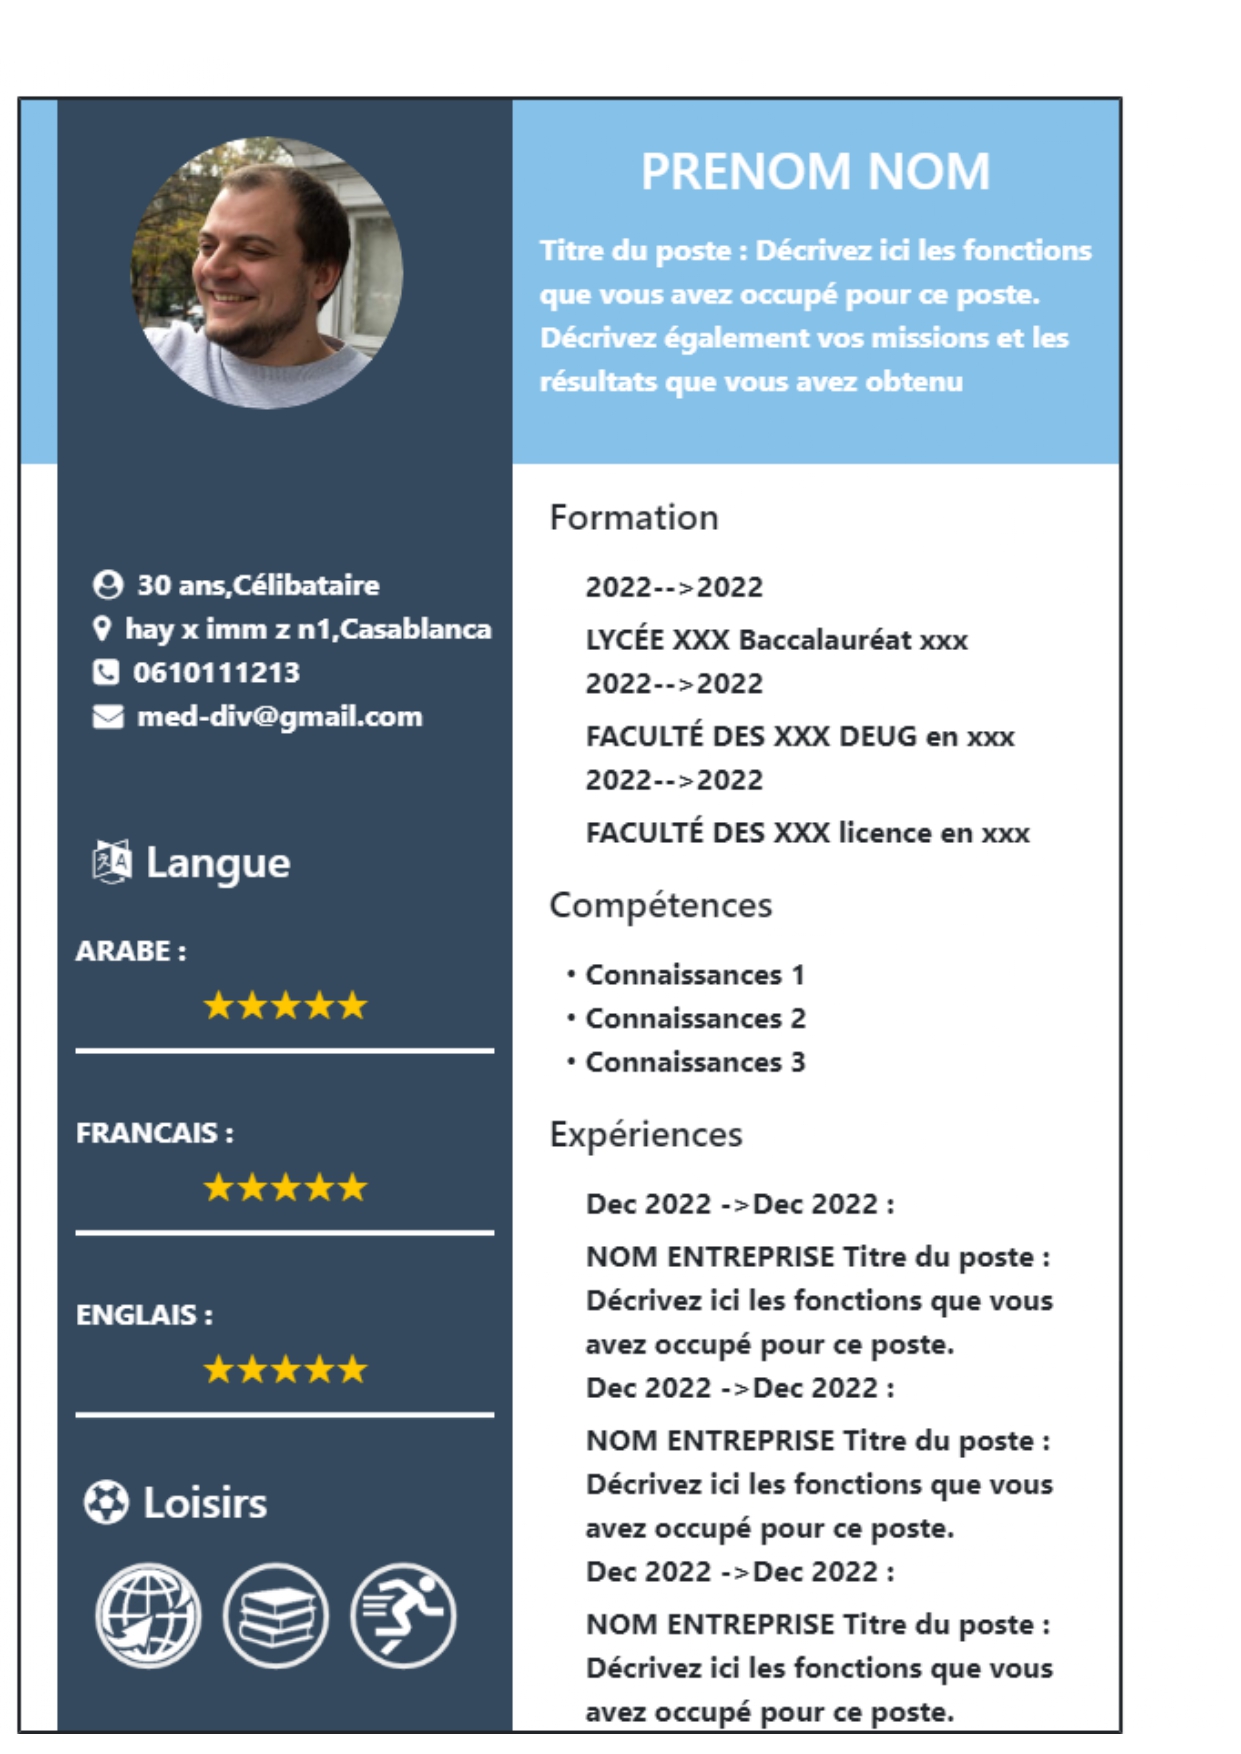 PRENOM NOM
Titre du poste : Décrivez ici les fonctions
que vous avez occupé pour ce poste.
Décrivez également vos missions et les
résultats que vous avez obtenu
30 ans,Célibataire
hay x imm z n1,Casablanca
0610111213
med-div@gmail.com
Langue
ARABE :
★★★★★
FRANCAIS :
★★★★★
ENGLAIS :
★★★★★
Loisirs
Formation
2022-->2022
LYCÉE XXX Baccalauréat xxx
2022-->2022
FACULTÉ DES XXX DEUG en xxx
2022-->2022
FACULTÉ DES XXX licence en xxx
Compétences
• Connaissances 1
• Connaissances 2
• Connaissances 3
Expériences
Dec 2022 ->Dec 2022 :
NOM ENTREPRISE Titre du poste :
Décrivez ici les fonctions que vous
avez occupé pour ce poste.
Dec 2022 ->Dec 2022 :
NOM ENTREPRISE Titre du poste :
Décrivez ici les fonctions que vous
avez occupé pour ce poste.
Dec 2022 ->Dec 2022 :
NOM ENTREPRISE Titre du poste :
Décrivez ici les fonctions que vous
avez occupé pour ce poste.